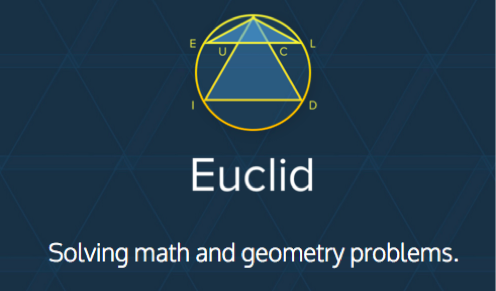 E L
U C
I D
Euclid
Solving math and geometry problems.